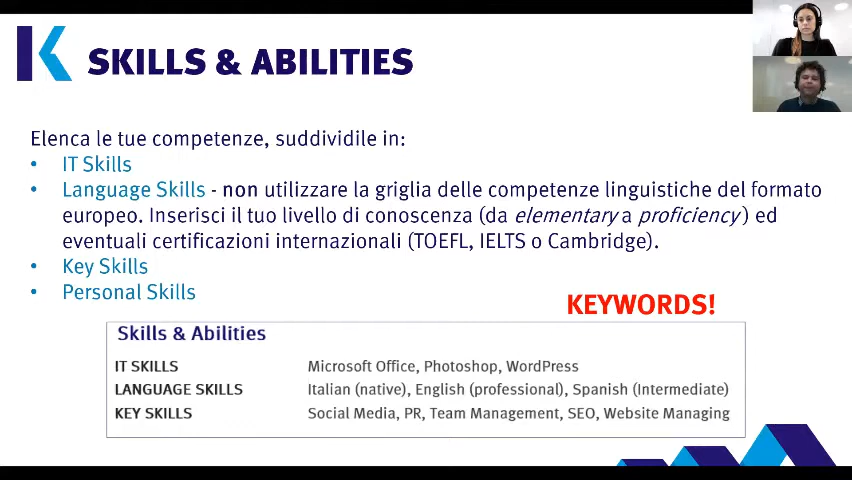 K SKILLS & ABILITIES
Elenca le tue competenze, suddividile in:
• IT Skills
• Language Skills - non utilizzare la griglia delle competenze linguistiche del formato
europeo. Inserisci il tuo livello di conoscenza (da elementary a proficiency) ed
eventuali certificazioni internazionali (TOEFL, IELTS o Cambridge).
• Key Skills
• Personal Skills
KEYWORDS!
Skills & Abilities
IT SKILLS Microsoft Office, Photoshop, WordPress
LANGUAGE SKILLS Italian (native), English (professional), Spanish (Intermediate)
KEY SKILLS Social Media, PR, Team Management, SEO, Website Managing